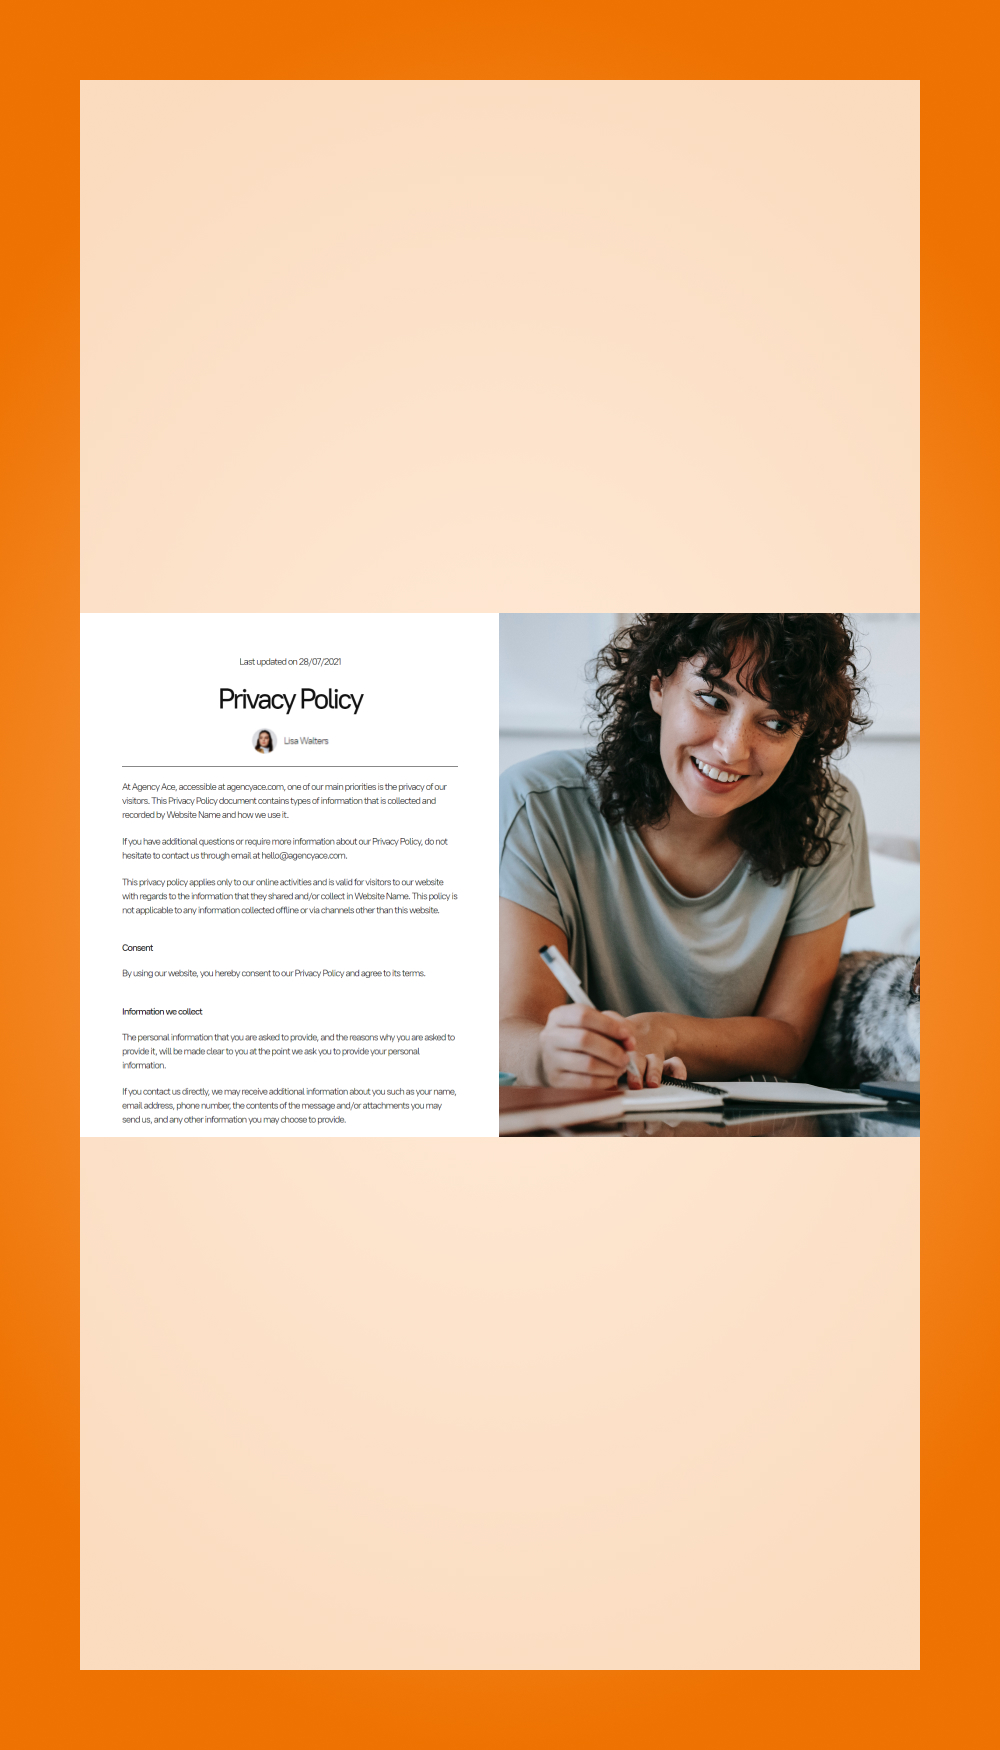 Last updated on 28/07/2021
Privacy Policy
Lisa Walters
At Agency Ace, accessible at agencyace.com, one of our main priorities is the privacy of our
visitors. This Privacy Policy document contains types of information that is collected and
recorded by Website Name and how we use it.
If you have additional questions or require more information about our Privacy Policy, do not
hesitate to contact us through email at hello@agencyace.com.
This privacy policy applies only to our online activities and is valid for visitors to our website
with regards to the information that they shared and/or collect in Website Name. This policy is
not applicable to any information collected offline or via channels other than this website.
Consent
By using our website, you hereby consent to our Privacy Policy and agree to its terms.
Information we collect
The personal information that you are asked to provide, and the reasons why you are asked to
provide it, will be made clear to you at the point we ask you to provide your personal
information.
If you contact us directly, we may receive additional information about you such as your name,
email address, phone number, the contents of the message and/or attachments you may
send us, and any other information you may choose to provide.